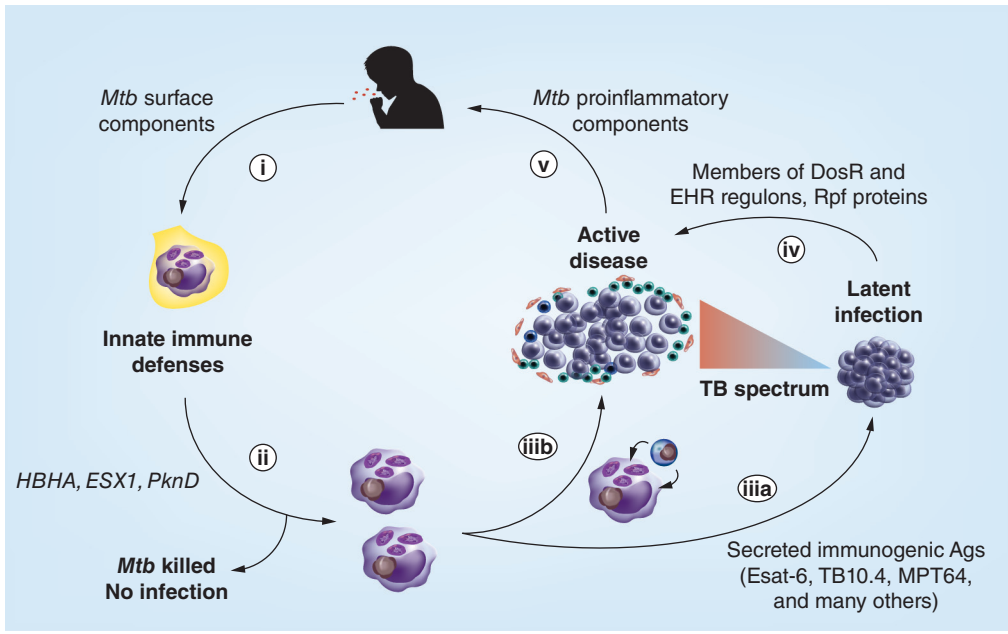 Mtb surface
components
i
Mtb proinflammatory
components
v
Members of DosR and
EHR regulons, Rpf proteins
iv
Active
disease
Latent
infection
Innate immune
defenses
TB spectrum
ii
HBHA, ESX1, PknD
iiib
iiia
Mtb killed
No infection
Secreted immunogenic Ags
(Esat-6, TB10.4, MPT64,
and many others)